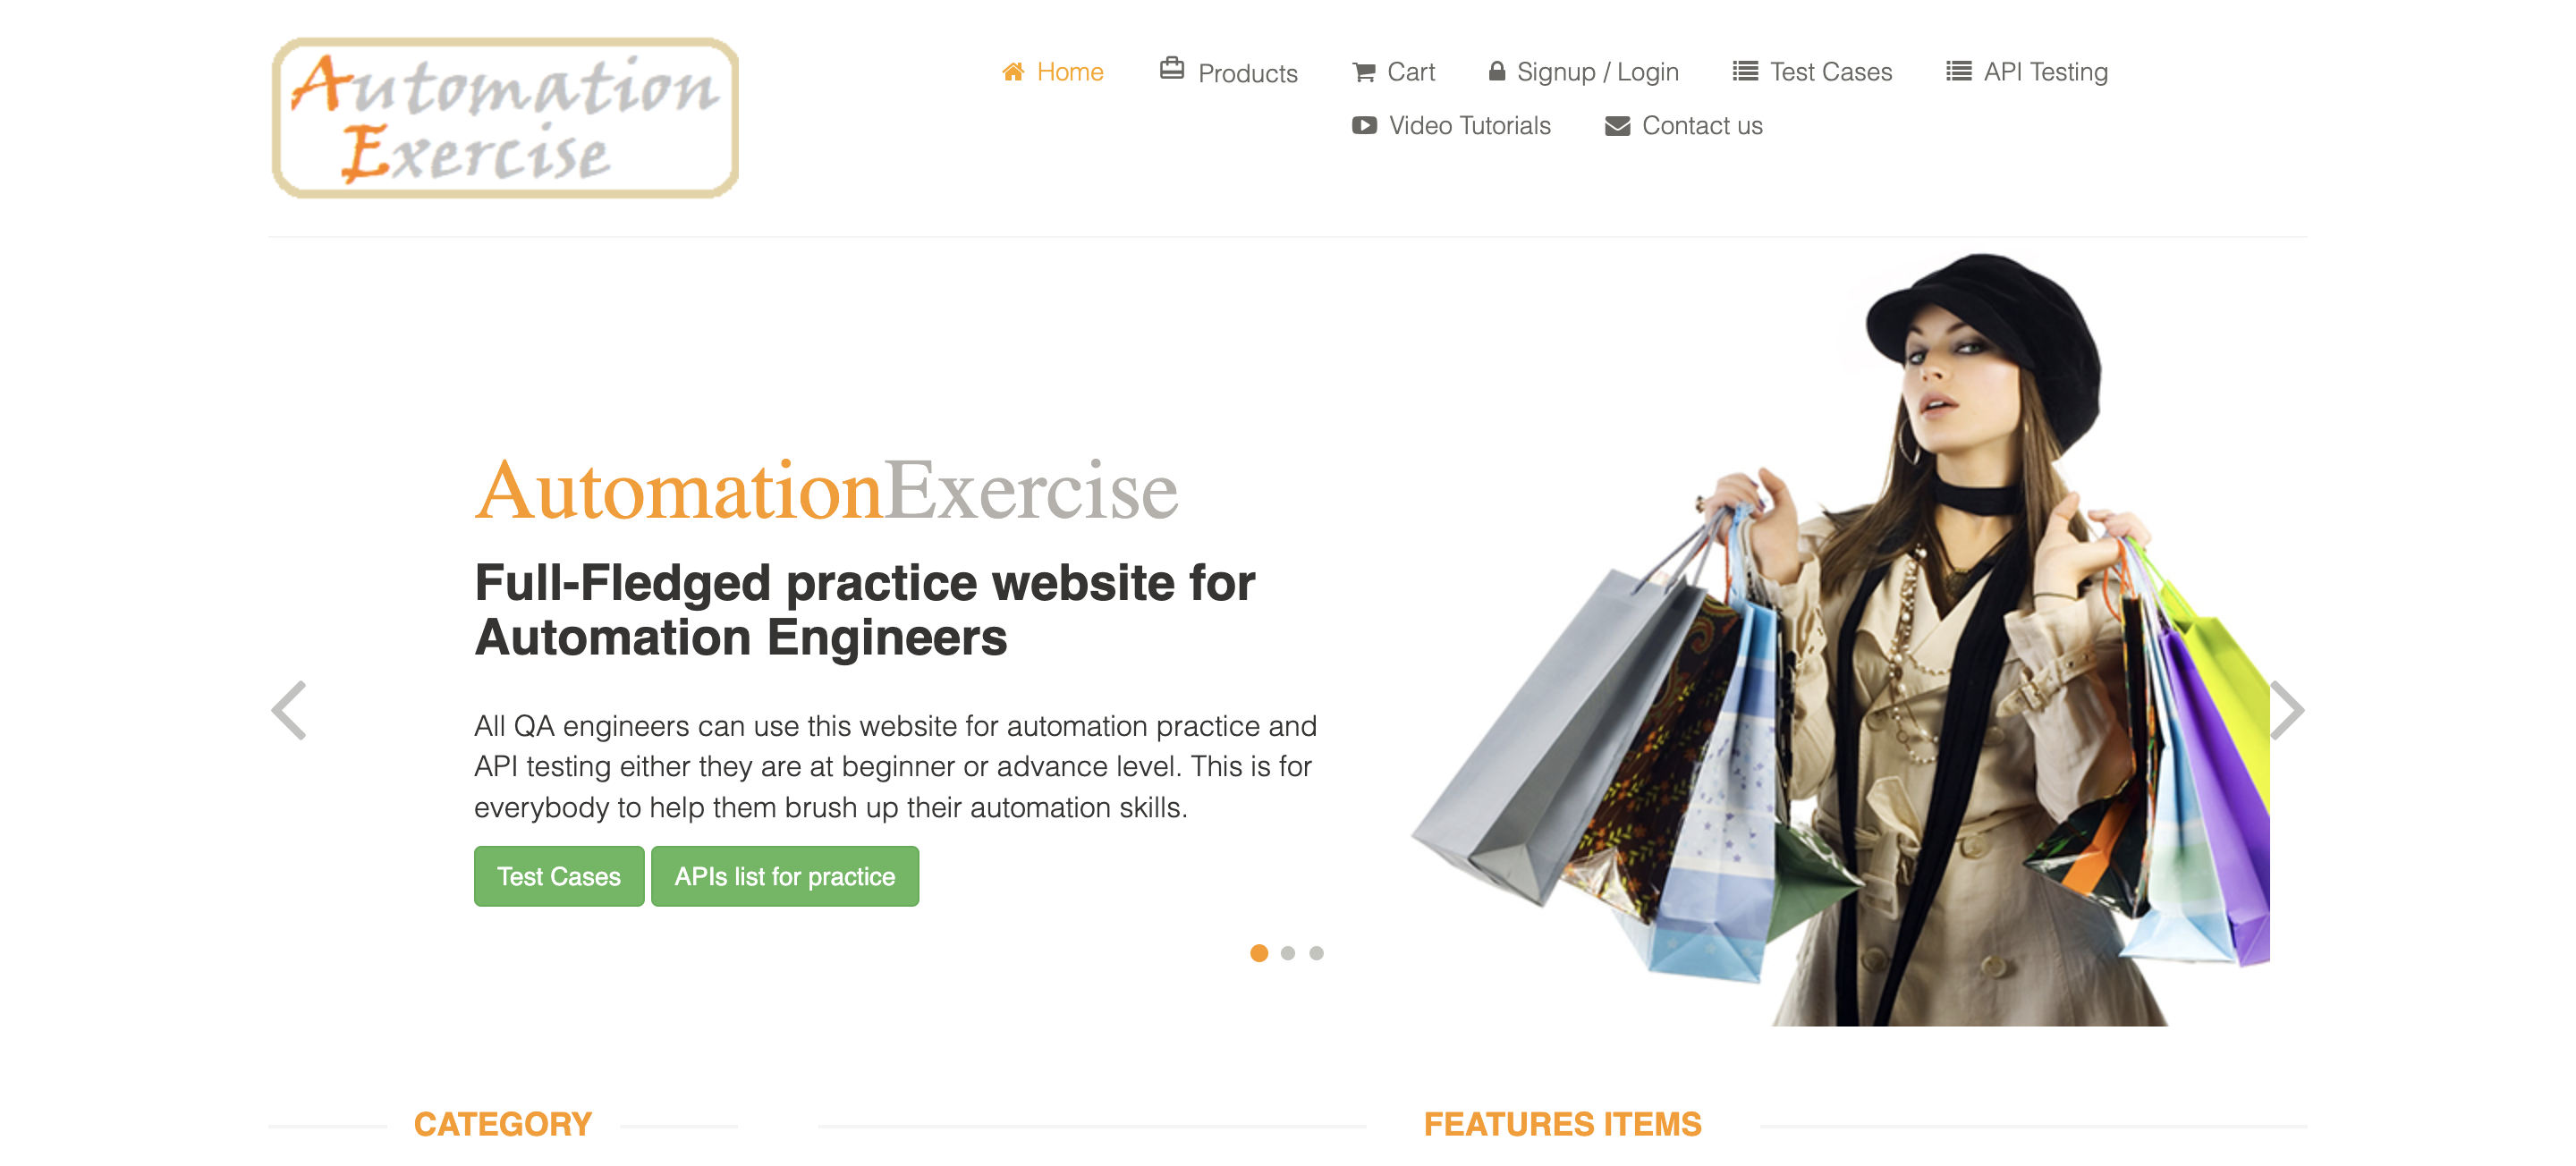 Automation
Exercise
Home Products Cart Signup / Login Test Cases API Testing
Video Tutorials Contact us
AutomationExercise
Full-Fledged practice website for
Automation Engineers
All QA engineers can use this website for automation practice and
API testing either they are at beginner or advance level. This is for
everybody to help them brush up their automation skills.
Test Cases APIs list for practice
CATEGORY FEATURES ITEMS